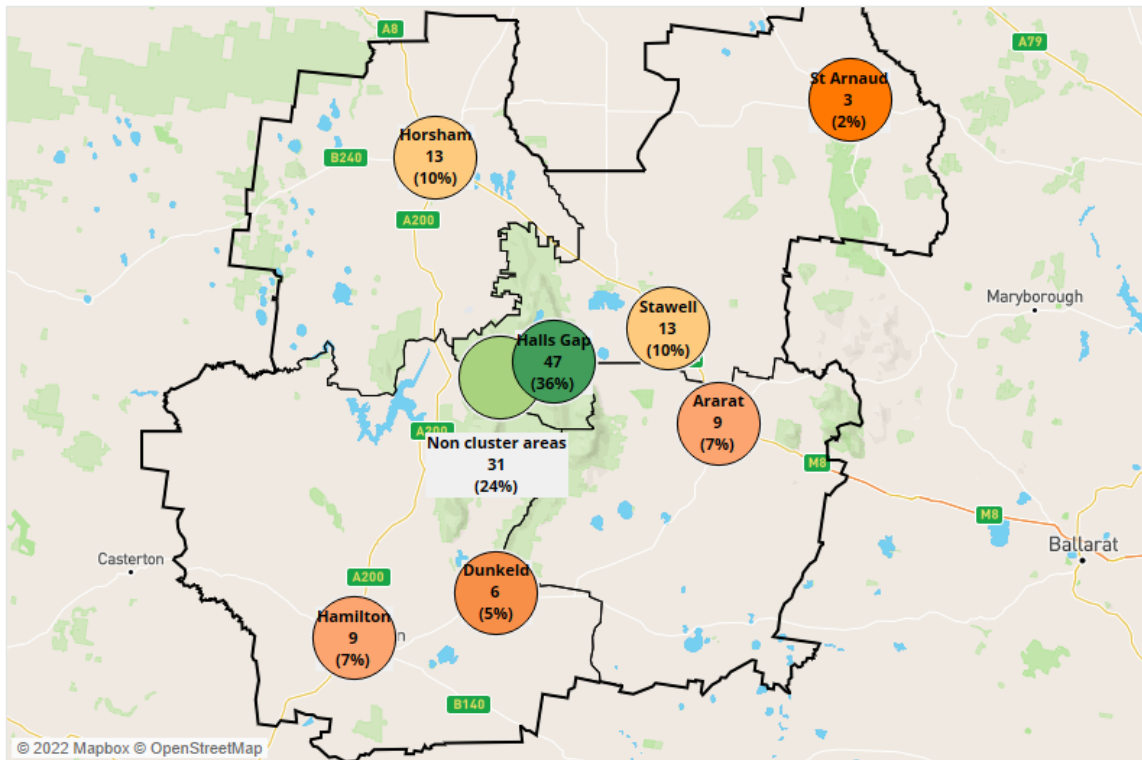 A8
A79
St Arnaud
3
(2%)
Horsham
13
(10%)
B240
A200
Maryborough
Stawell
13
(10%)
Halls Gap
47
(36%)
Ararat
9
(7%)
A200
Non cluster areas
31
(24%)
M8
M8
Ballarat
Casterton
A200
Dunkeld
6
(5%)
Hamilton
9
(7%)
B140
© 2022 Mapbox © OpenStreetMap